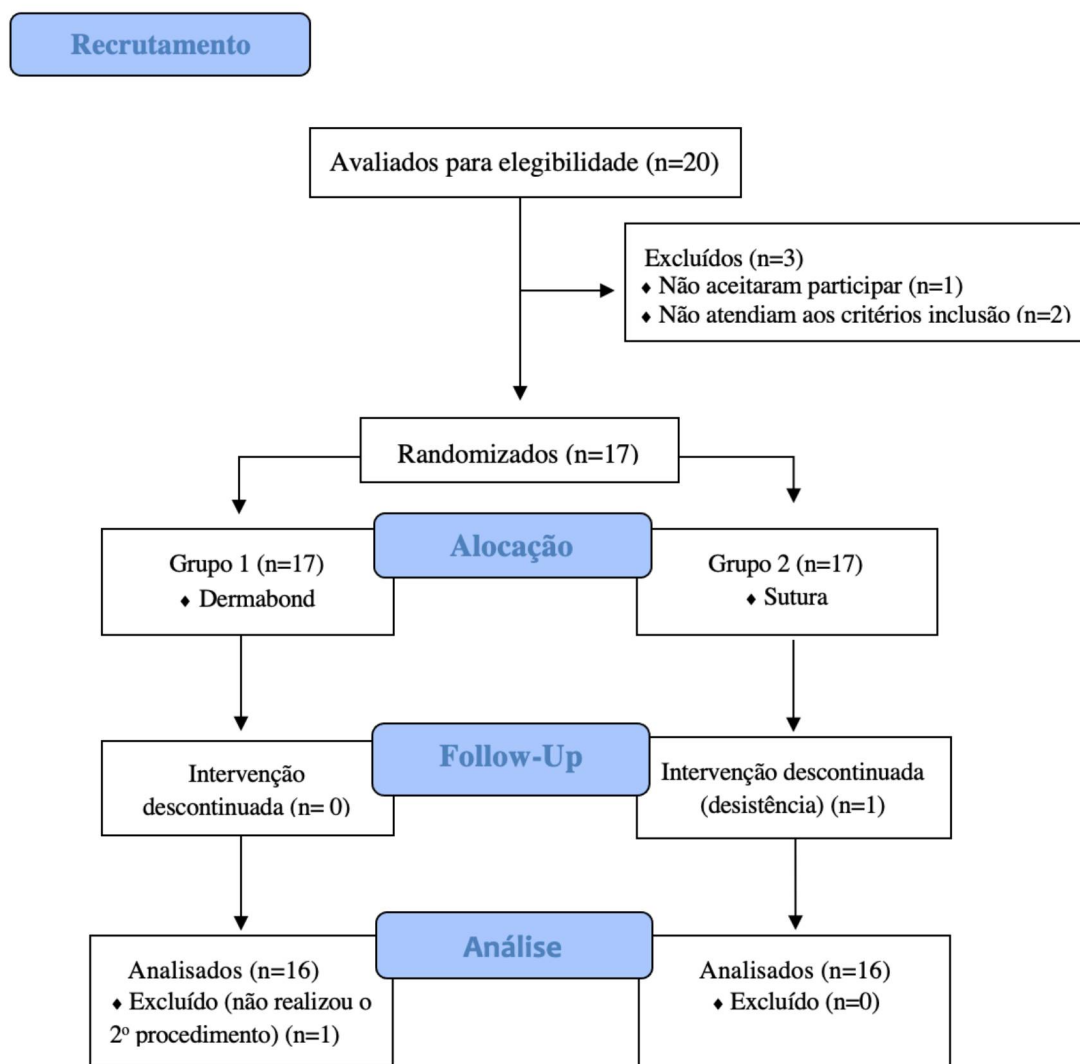 Recrutamento
Avaliados para elegibilidade (n=20)
Excluídos (n=3)
♦ Não aceitaram participar (n=1)
♦ Não atendiam aos critérios inclusão (n=2)
Randomizados (n=17)
Alocação
Grupo 1 (n=17)
♦ Dermabond
Grupo 2 (n=17)
♦ Sutura
Follow-Up
Intervenção
descontinuada (n= 0)
Intervenção descontinuada
(desistência) (n=1)
Análise
Analisados (n=16)
♦ Excluído (não realizou o
2º procedimento) (n=1)
Analisados (n=16)
♦ Excluído (n=0)